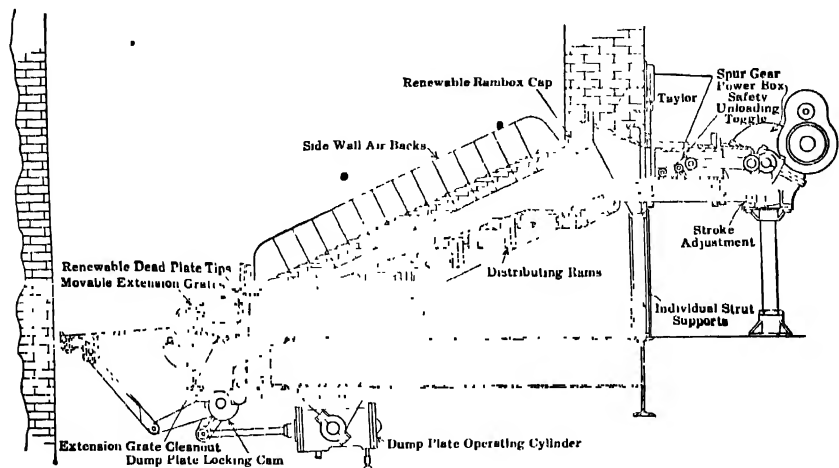 Spur Gear
Power Box
Safety
Unloading
Toggle
Renewable Rambox Cap
Taylor
Side Wall Air Backs
Stroke
Adjustment
Distributing Rams
Renewable Dead Plate Tips
Movable Extension Grate
Individual Strut
Supports
Extension Grate Cleanout
Dump Plate Locking Cam
Dump Plate Operating Cylinder